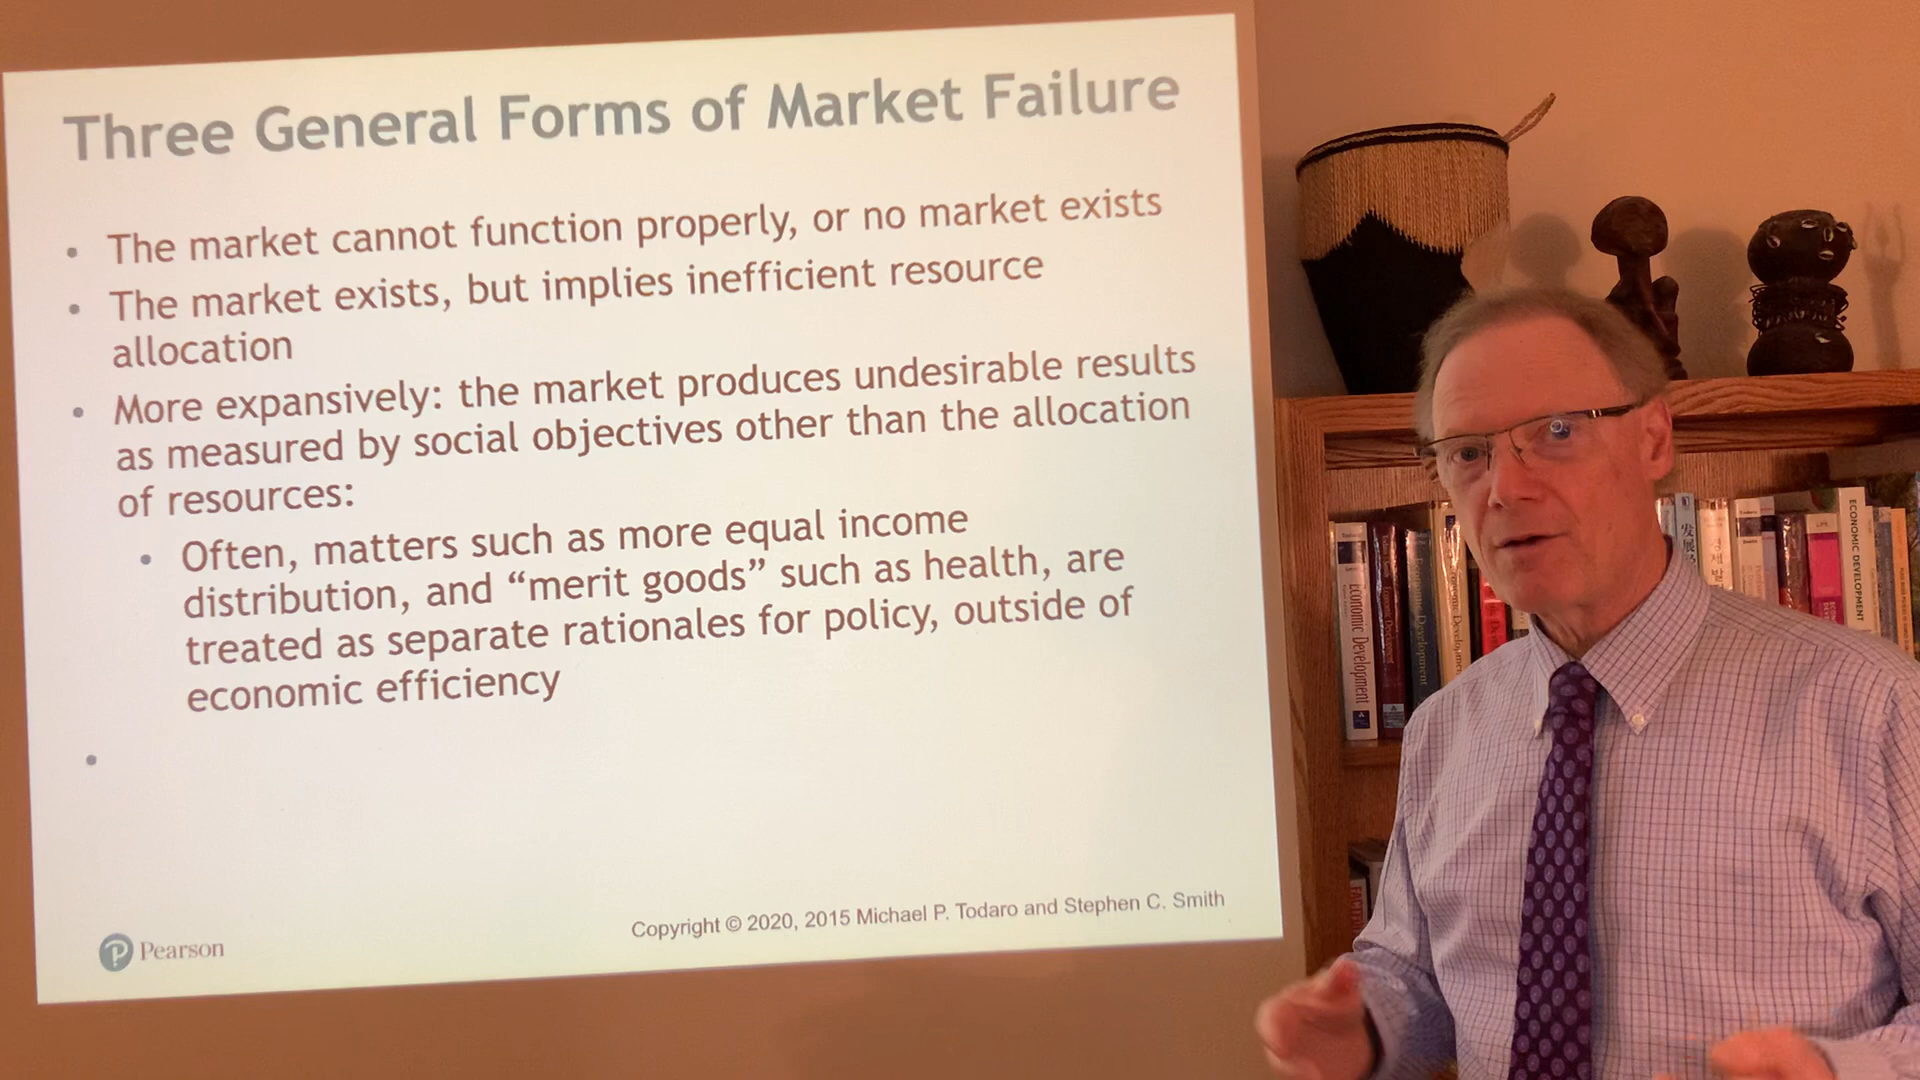 Three General Forms of Market Failure
• The market cannot function properly, or no market exists
• The market exists, but implies inefficient resource
allocation
• More expansively: the market produces undesirable results
as measured by social objectives other than the allocation
of resources:
• Often, matters such as more equal income
distribution, and “merit goods” such as health, are
treated as separate rationales for policy, outside of
economic efficiency
•
Pearson
Copyright © 2020, 2015 Michael P. Todaro and Stephen C. Smith
Economic Development
Economic Development
发展
ECONOMIC DEVELOPMENT